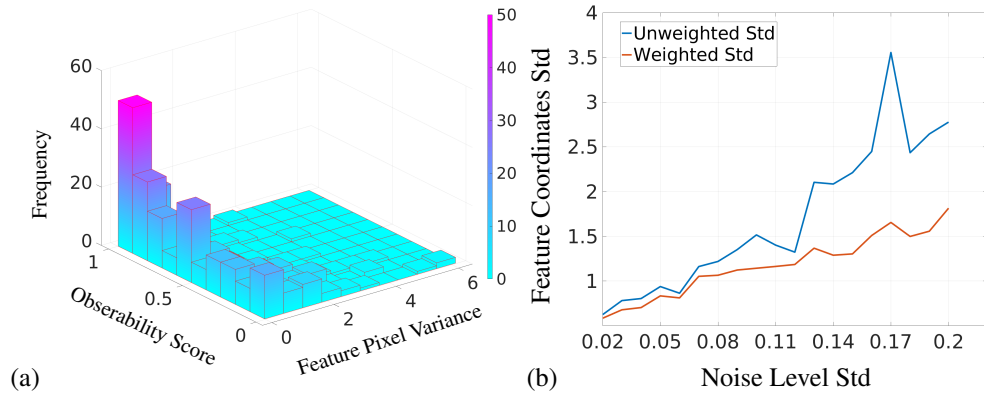 60
40
20
0
Frequency
1
0.5
0
Obserability Score
0
2
4
6
Feature Pixel Variance
50
40
30
20
10
0
(a)
4
3.5
3
2.5
2
1.5
1
Feature Coordinates Std
Unweighted Std
Weighted Std
0.02 0.05 0.08 0.11 0.14 0.17 0.2
Noise Level Std
(b)